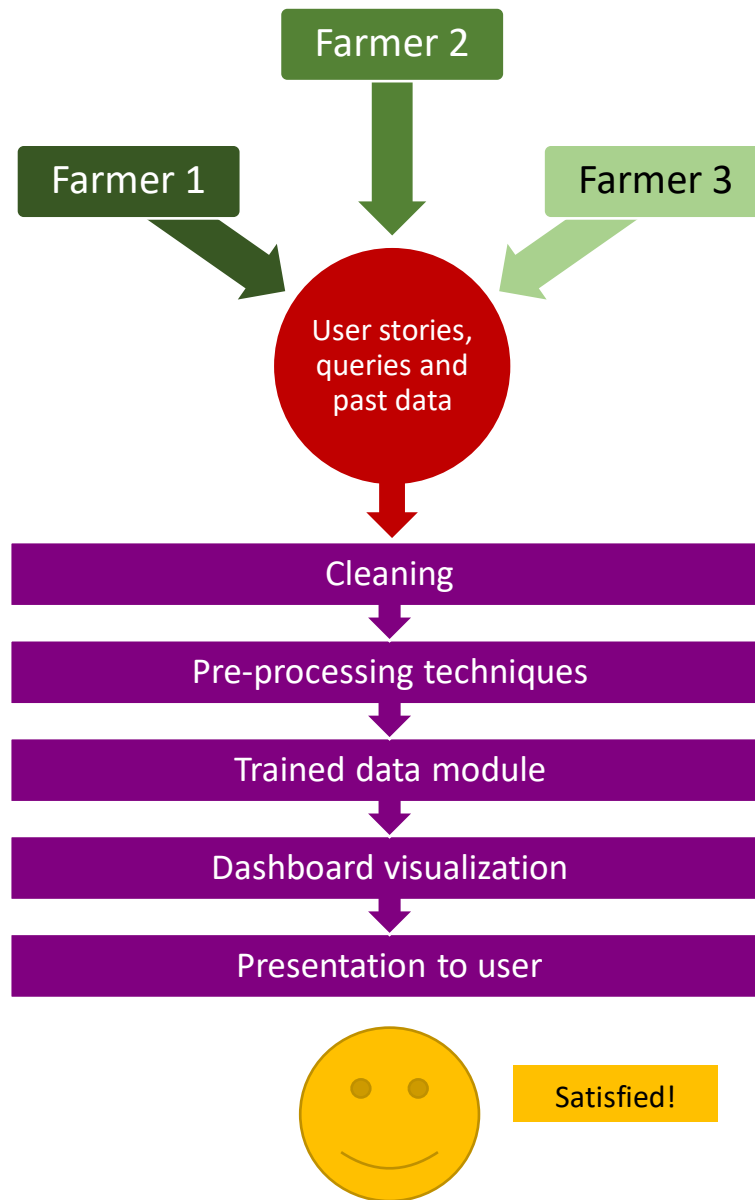 Farmer 2
Farmer 1
Farmer 3
User stories,
queries and
past data
Cleaning
Pre-processing techniques
Trained data module
Dashboard visualization
Presentation to user
Satisfied!